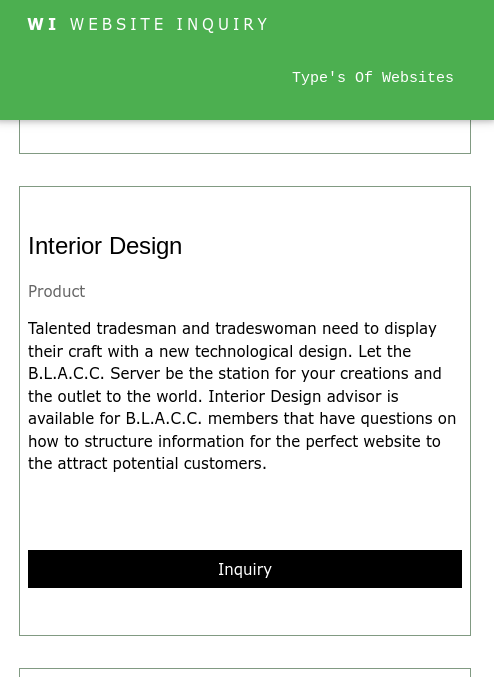 WI WEBSITE INQUIRY
Type's Of Websites
Interior Design
Product
Talented tradesman and tradeswoman need to display
their craft with a new technological design. Let the
B.L.A.C.C. Server be the station for your creations and
the outlet to the world. Interior Design advisor is
available for B.L.A.C.C. members that have questions on
how to structure information for the perfect website to
the attract potential customers.
Inquiry